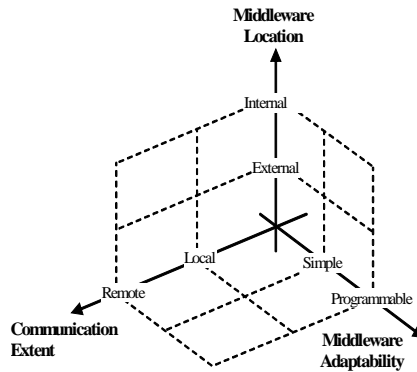 Middleware
Location
Internal
External
Local
Simple
Remote
Programmable
Communication
Extent
Middleware
Adaptability